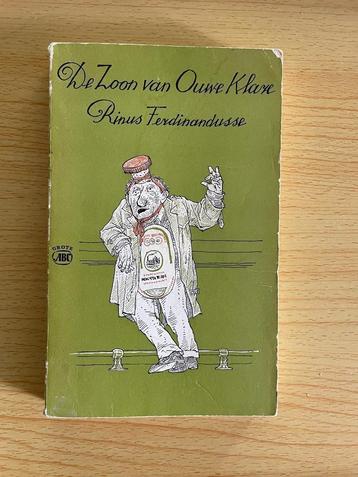 De Zoon van Ouwe Klare
Rinus Ferdinandusse
GROTE
ABC